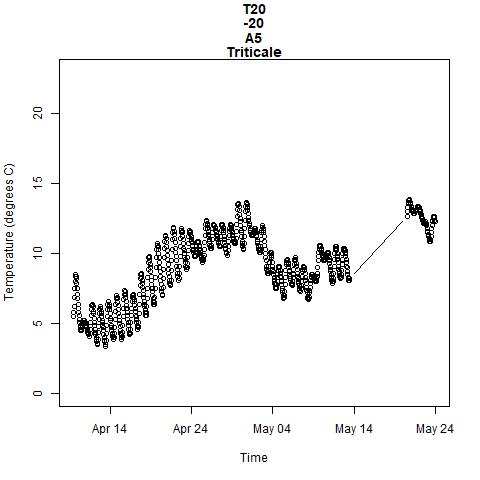 T20
-20
A5
Triticale
Temperature (degrees C)
20
15
10
5
0
Apr 14
Apr 24
May 04
May 14
May 24
Time